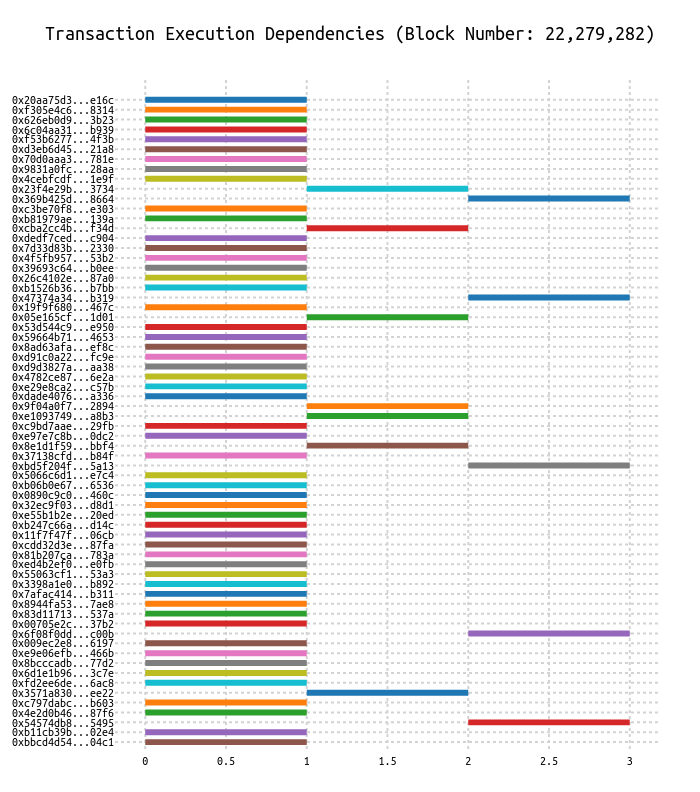 Transaction Execution Dependencies (Block Number: 22,279,282)
0x20aa75d3...e16c
0xf305e4c6...8314
0x626eb0d9...3b23
0x6c04aa31...b939
0xf53b6277...4f3b
0xd3eb6d45...21a8
0x70d0aaa3...781e
0x9831a0fc...28aa
0x4cebfcdf...1e9f
0x23f4e29b...3734
0x369b425d...8664
0xc3be70f8...e303
0xb81979ae...139a
0xcba2cc4b...f34d
0xdedf7ced...c904
0x7d33d83b...2330
0x4f5fb957...53b2
0x39693c64...b0ee
0x26c4102e...87a0
0xb1526b36...b7bb
0x47374a34...b319
0x19f9f680...467c
0x05e165cf...1d01
0x53d544c9...e950
0x59664b71...4653
0x8ad63afa...ef8c
0xd91c0a22...fc9e
0xd9d3827a...aa38
0x4782ce87...6e2a
0xe29e8ca2...c57b
0xdade4076...a336
0x9f04a0f7...2894
0xe1093749...a8b3
0xc9bd7aae...29fb
0xe97e7c8b...0dc2
0x8e1d1f59...bbf4
0x37138cfd...b84f
0xbd5f204f...5a13
0x5066c6d1...e7c4
0xb06b0e67...6536
0x0890c9c0...460c
0x32ec9f03...d8d1
0xe55b1b2e...20ed
0xb247c66a...d14c
0x11f7f47f...06cb
0xcdd32d3e...87fa
0x81b207ca...783a
0xed4b2ef0...e0fb
0x55063cf1...53a3
0x3398a1e0...b892
0x7afac414...b311
0x8944fa53...7ae8
0x83d11713...537a
0x00705e2c...37b2
0x6f08f0dd...c00b
0x009ec2e8...6197
0xe9e06efb...466b
0x8bcccadb...77d2
0x6d1e1b96...3c7e
0xfd2ee6de...6ac8
0x3571a830...ee22
0xc797dabc...b603
0x4e2d0b46...87f6
0x54574db8...5495
0xb11cb39b...02e4
0xbbcd4d54...04c1
0 0.5 1 1.5 2 2.5 3